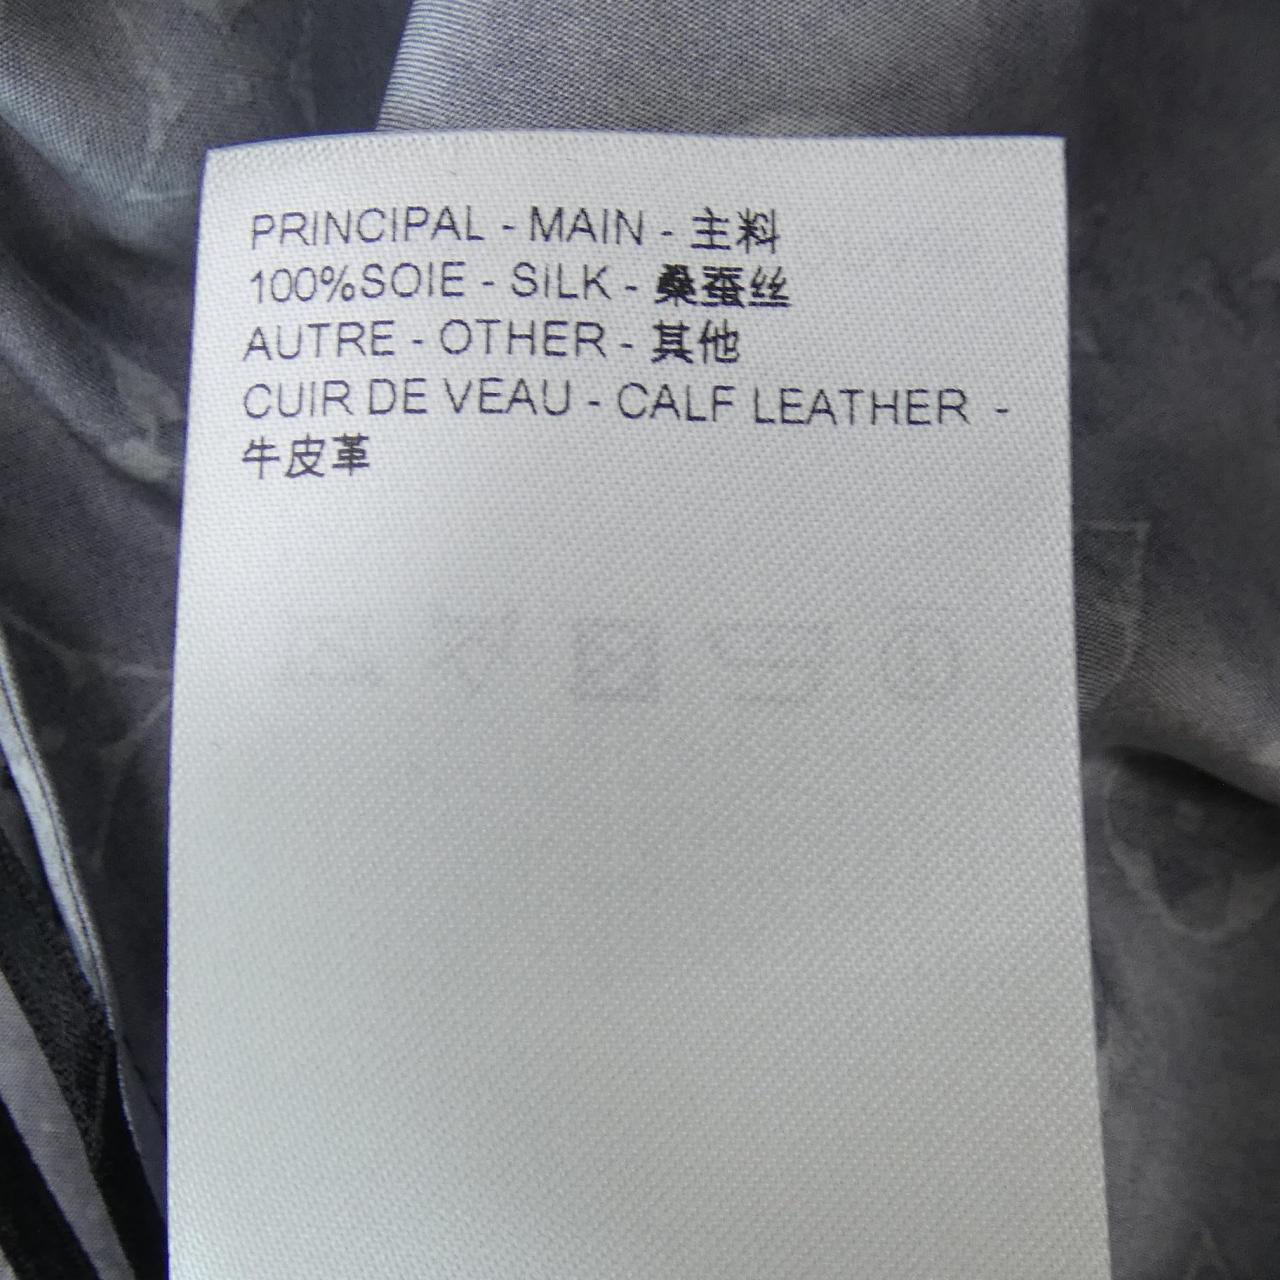 PRINCIPAL - MAIN - 主料
100%SOIE - SILK - 桑蚕丝
AUTRE - OTHER - 其他
CUIR DE VEAU - CALF LEATHER -
牛皮革